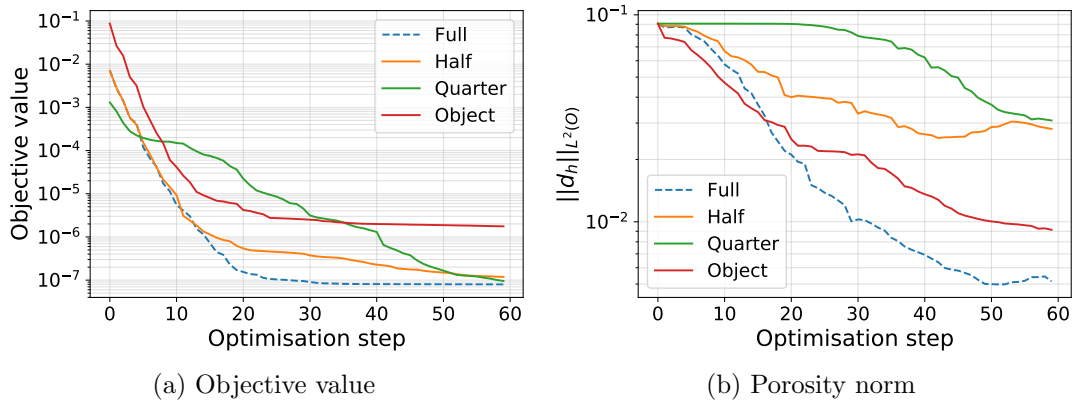 10⁻¹
10⁻²
10⁻³
10⁻⁴
10⁻⁵
10⁻⁶
10⁻⁷
Objective value
Full
Half
Quarter
Object
0 10 20 30 40 50 60
Optimisation step
(a) Objective value
10⁻¹
10⁻²
||d_h||_{L²(O)}
Full
Half
Quarter
Object
0 10 20 30 40 50 60
Optimisation step
(b) Porosity norm